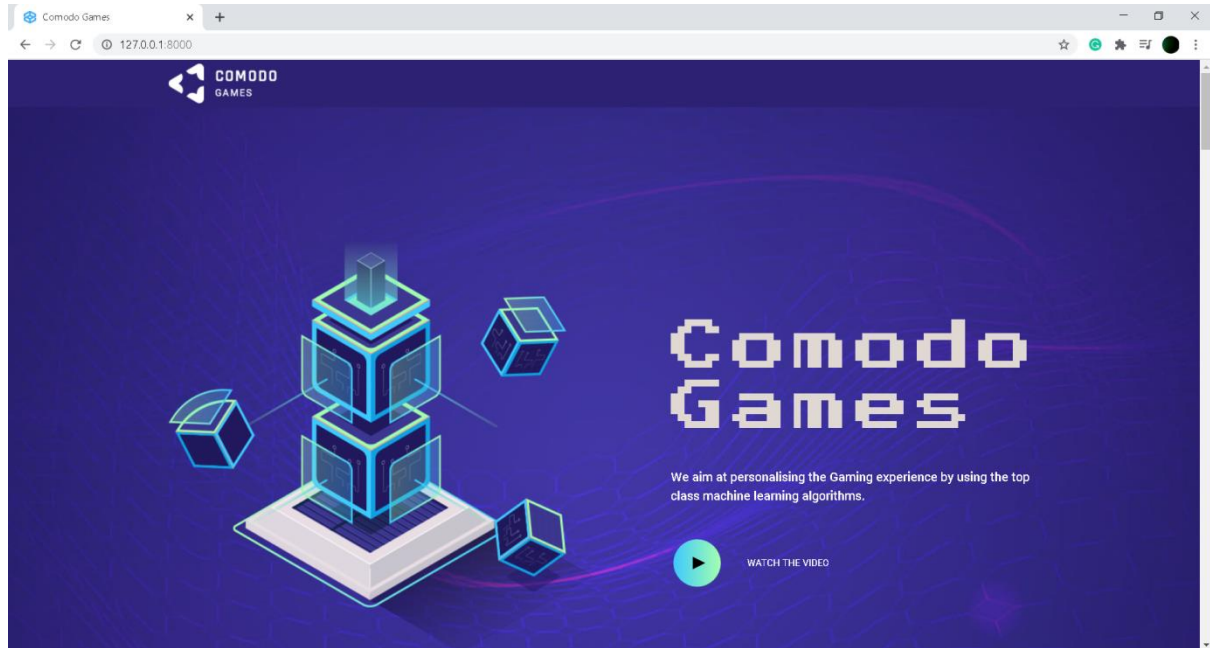 Comodo Games
127.0.0.1:8000
COMODO
GAMES
Comodo
Games
We aim at personalising the Gaming experience by using the top
class machine learning algorithms.
WATCH THE VIDEO